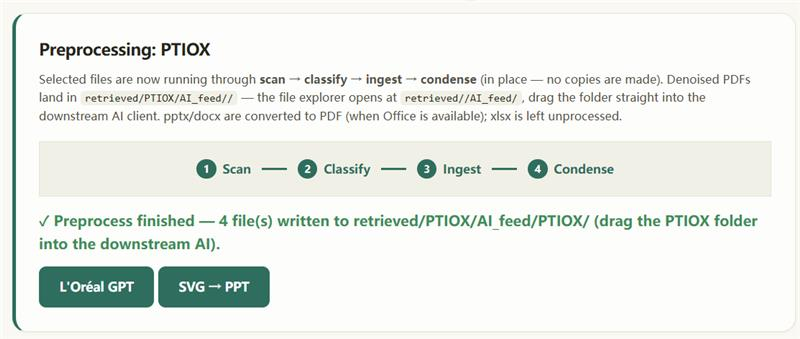 Preprocessing: PTIOX
Selected files are now running through scan → classify → ingest → condense (in place — no copies are made). Denoised PDFs
land in retrieved/PTIOX/AI_feed// — the file explorer opens at retrieved//AI_feed/, drag the folder straight into the
downstream AI client. pptx/docx are converted to PDF (when Office is available); xlsx is left unprocessed.
1 Scan 2 Classify 3 Ingest 4 Condense
✓ Preprocess finished — 4 file(s) written to retrieved/PTIOX/AI_feed/PTIOX/ (drag the PTIOX folder
into the downstream AI).
L'Oréal GPT SVG → PPT